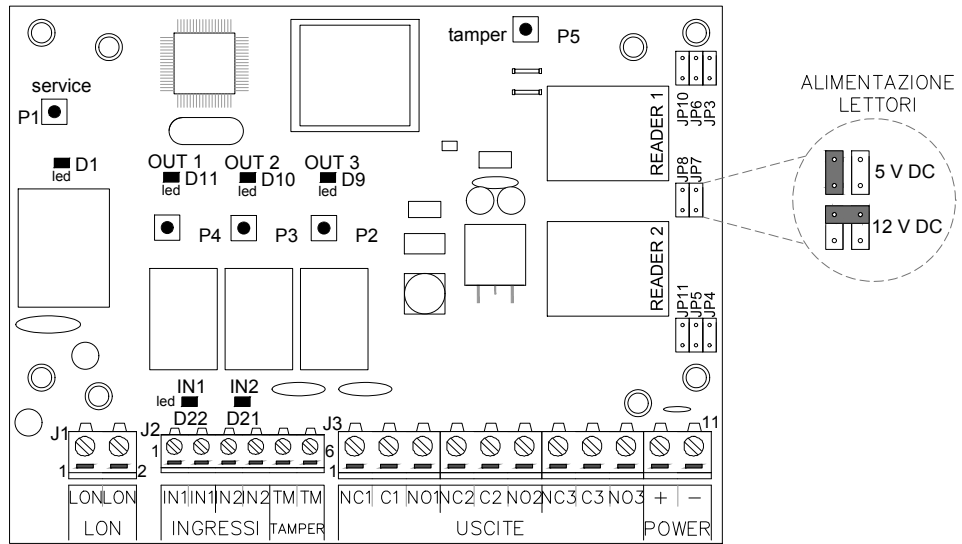 tamper P5
service
P1
JP10 JP6 JP3
ALIMENTAZIONE
LETTORI
READER 1
D1
led
OUT 1 OUT 2 OUT 3
D11 D10 D9
led led led
JP8 JP7
5 V DC
12 V DC
P4 P3 P2
READER 2
JP11 JP5 JP4
IN1 IN2
led
D22 D21
J1 J2 J3 11
1 2 1 6 1
LON LON IN1 IN1 IN2 IN2 TM TM NC1 C1 NO1 NC2 C2 NO2 NC3 C3 NO3 + -
LON INGRESSI TAMPER USCITE POWER